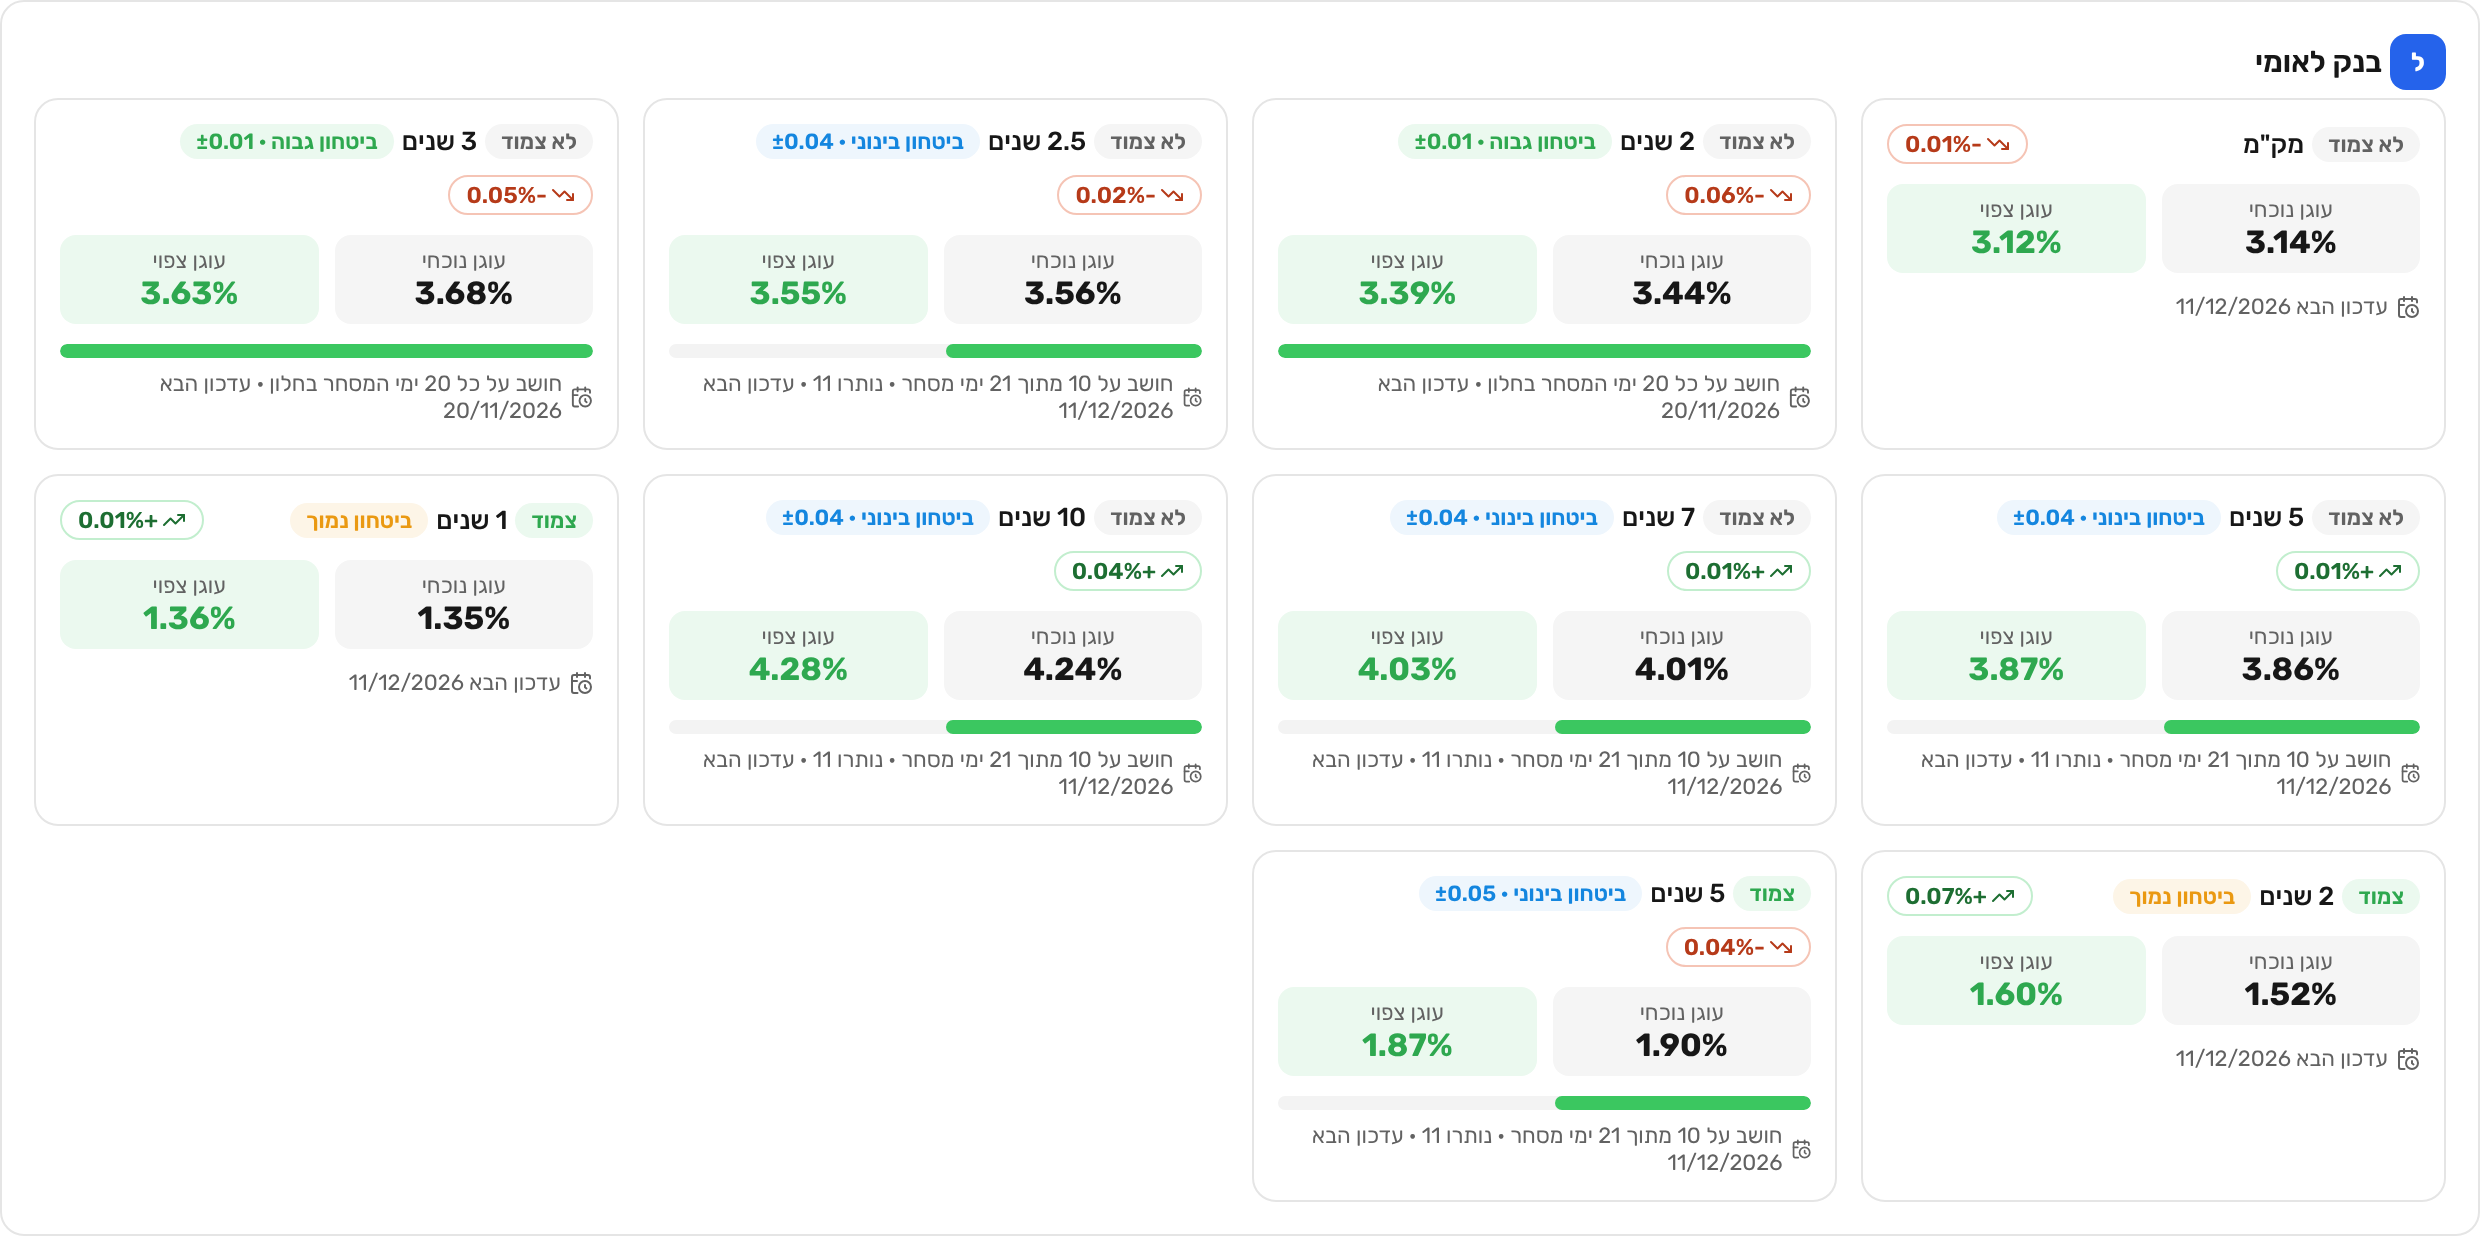 ל בנק לאומי
לא צמוד מק"מ -0.01%
עוגן נוכחי
3.14%
עוגן צפוי
3.12%
עדכון הבא 11/12/2026
לא צמוד 2 שנים ביטחון גבוה • ±0.01
-0.06%
עוגן נוכחי
3.44%
עוגן צפוי
3.39%
חושב על כל 20 ימי המסחר בחלון • עדכון הבא
20/11/2026
לא צמוד 2.5 שנים ביטחון בינוני • ±0.04
-0.02%
עוגן נוכחי
3.56%
עוגן צפוי
3.55%
חושב על 10 מתוך 21 ימי מסחר • נותרו 11 • עדכון הבא
11/12/2026
לא צמוד 3 שנים ביטחון גבוה • ±0.01
-0.05%
עוגן נוכחי
3.68%
עוגן צפוי
3.63%
חושב על כל 20 ימי המסחר בחלון • עדכון הבא
20/11/2026
לא צמוד 5 שנים ביטחון בינוני • ±0.04
+0.01%
עוגן נוכחי
3.86%
עוגן צפוי
3.87%
חושב על 10 מתוך 21 ימי מסחר • נותרו 11 • עדכון הבא
11/12/2026
לא צמוד 7 שנים ביטחון בינוני • ±0.04
+0.01%
עוגן נוכחי
4.01%
עוגן צפוי
4.03%
חושב על 10 מתוך 21 ימי מסחר • נותרו 11 • עדכון הבא
11/12/2026
לא צמוד 10 שנים ביטחון בינוני • ±0.04
+0.04%
עוגן נוכחי
4.24%
עוגן צפוי
4.28%
חושב על 10 מתוך 21 ימי מסחר • נותרו 11 • עדכון הבא
11/12/2026
צמוד 1 שנים ביטחון נמוך +0.01%
עוגן נוכחי
1.35%
עוגן צפוי
1.36%
עדכון הבא 11/12/2026
צמוד 2 שנים ביטחון נמוך +0.07%
עוגן נוכחי
1.52%
עוגן צפוי
1.60%
עדכון הבא 11/12/2026
צמוד 5 שנים ביטחון בינוני • ±0.05
-0.04%
עוגן נוכחי
1.90%
עוגן צפוי
1.87%
חושב על 10 מתוך 21 ימי מסחר • נותרו 11 • עדכון הבא
11/12/2026